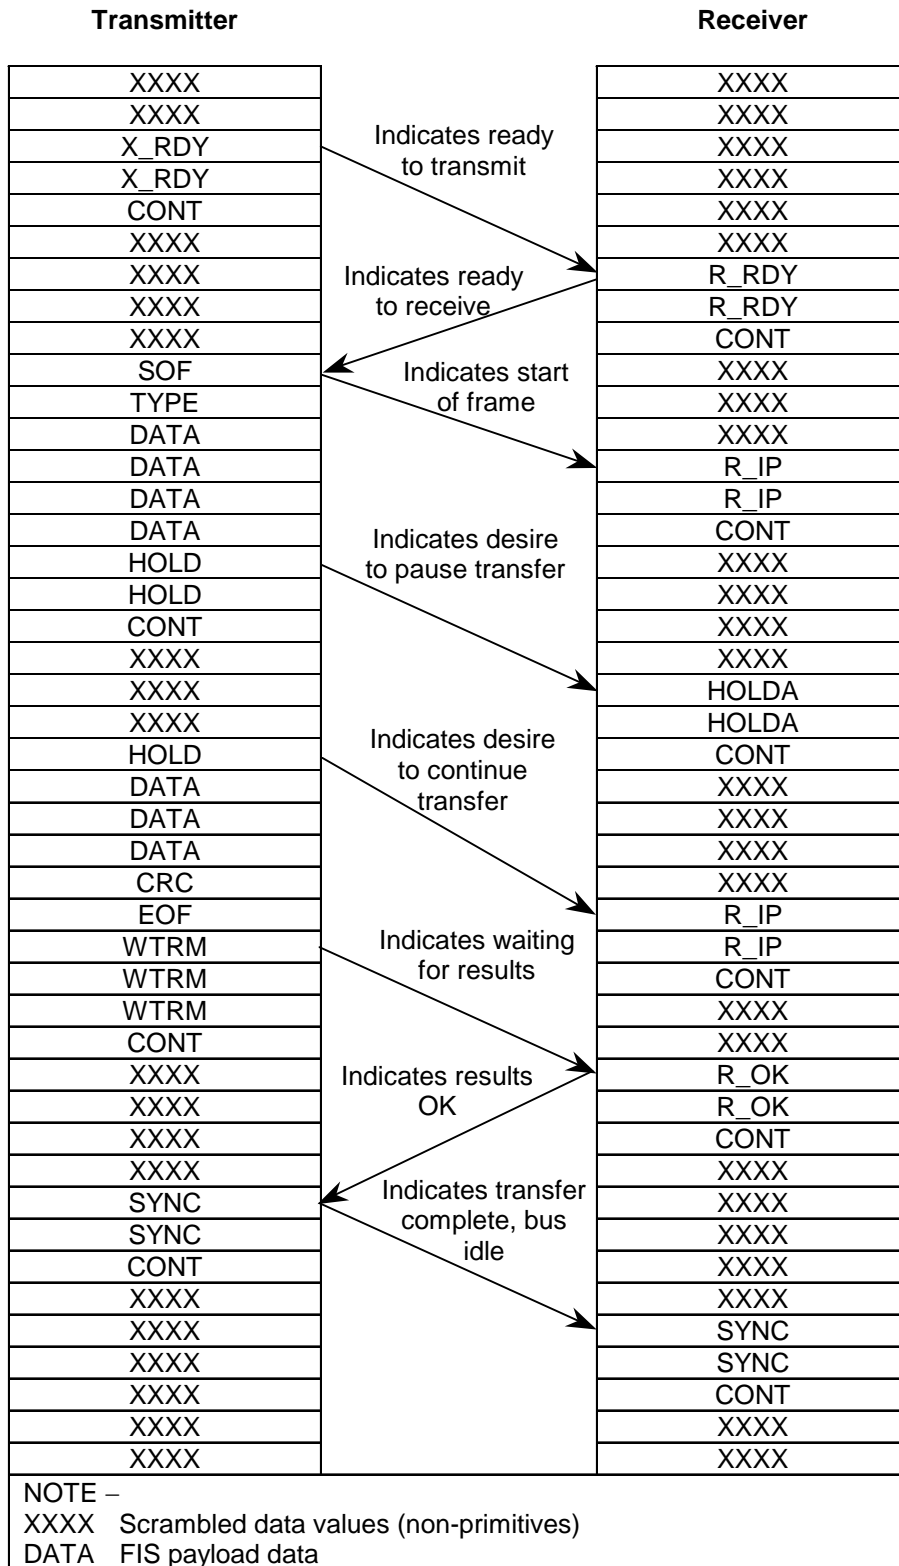 Transmitter Receiver
XXXX XXXX
XXXX XXXX
X_RDY Indicates ready to transmit XXXX
X_RDY XXXX
CONT XXXX
XXXX XXXX
XXXX Indicates ready to receive R_RDY
XXXX R_RDY
XXXX CONT
SOF Indicates start of frame XXXX
TYPE XXXX
DATA XXXX
DATA R_IP
DATA R_IP
DATA Indicates desire to pause transfer CONT
HOLD XXXX
HOLD XXXX
CONT XXXX
XXXX XXXX
XXXX HOLDA
XXXX HOLDA
HOLD Indicates desire to continue transfer CONT
DATA XXXX
DATA XXXX
DATA XXXX
CRC XXXX
EOF R_IP
WTRM Indicates waiting for results R_IP
WTRM CONT
WTRM XXXX
CONT XXXX
XXXX Indicates results OK R_OK
XXXX R_OK
XXXX CONT
XXXX XXXX
SYNC Indicates transfer complete, bus idle XXXX
SYNC XXXX
CONT XXXX
XXXX XXXX
XXXX SYNC
XXXX SYNC
XXXX CONT
XXXX XXXX
XXXX XXXX
NOTE –
XXXX Scrambled data values (non-primitives)
DATA FIS payload data